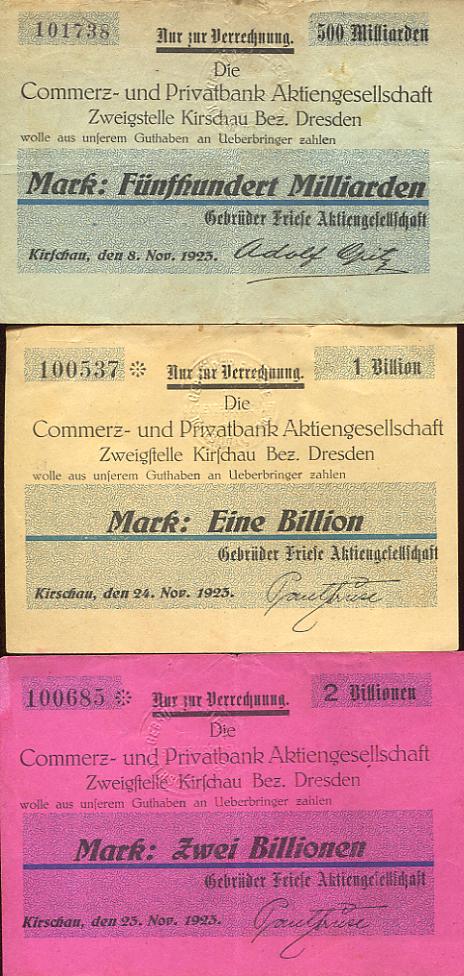 101738 Nur zur Verrechnung. 500 Milliarden
Die
Commerz- und Privatbank Aktiengesellschaft
Zweigstelle Kirſchau Bez. Dresden
wolle aus unſerem Guthaben an Ueberbringer zahlen
Mark: Fünfhundert Milliarden
Gebrüder Frieſe Aktiengeſellſchaft
Kirſchau, den 8. Nov. 1923. Adolf Opitz
100537 Nur zur Verrechnung. 1 Billion
Die
Commerz- und Privatbank Aktiengesellschaft
Zweigſtelle Kirſchau Bez. Dresden
wolle aus unſerem Guthaben an Ueberbringer zahlen
Mark: Eine Billion
Gebrüder Frieſe Aktiengeſellſchaft
Kirschau, den 24. Nov. 1923.
100685 Nur zur Verrechnung. 2 Billionen
Die
Commerz- und Privatbank Aktiengesellschaft
Zweigſtelle Kirſchau Bez. Dresden
wolle aus unſerem Guthaben an Ueberbringer zahlen
Mark: Zwei Billionen
Gebrüder Frieſe Aktiengeſellſchaft
Kirschau, den 25. Nov. 1923.